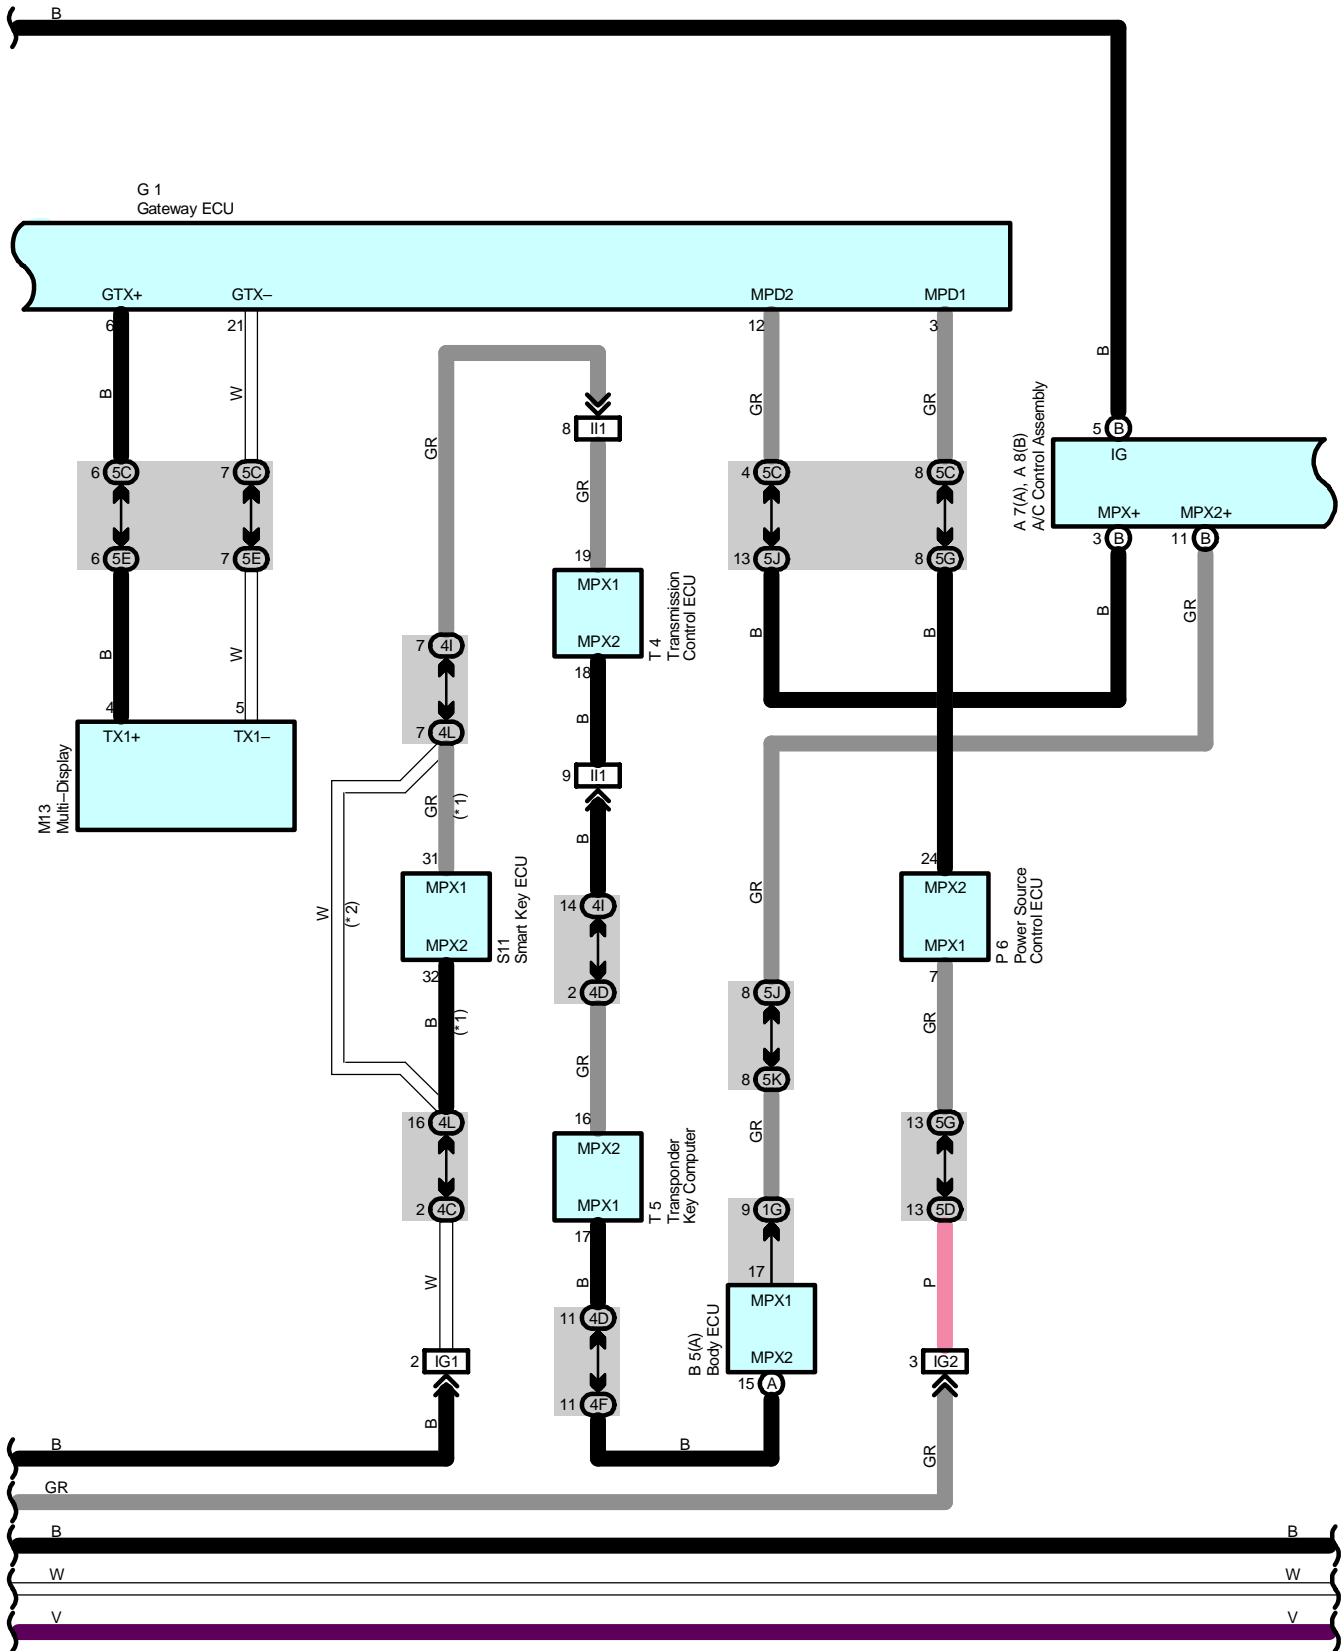 B
G 1
Gateway ECU
GTX+
GTX–
MPD2
MPD1
6
21
12
3
B
W
GR
GR
B
GR
8
II1
5
B
IG
A 7(A), A 8(B)
A/C Control Assembly
MPX+
MPX2+
3
B
11
B
6
5C
7
5C
4
5C
8
5C
GR
6
5E
7
5E
13
5J
8
5G
19
MPX1
MPX2
T 4
Transmission
Control ECU
18
B
W
7
4I
B
B
B
GR
4
5
TX1+
TX1–
M13
Multi–Display
7
4L
B
9
II1
GR
(* 1)
B
31
MPX1
MPX2
S11
Smart Key ECU
32
W
(* 2)
14
4I
2
4D
GR
24
MPX2
MPX1
P 6
Power Source
Control ECU
7
B
(* 1)
GR
8
5J
8
5K
GR
16
4L
2
4C
16
MPX2
MPX1
T 5
Transponder
Key Computer
17
GR
13
5G
13
5D
9
1G
17
MPX1
MPX2
B 5(A)
Body ECU
15
A
W
B
P
11
4D
11
4F
2
IG1
3
IG2
B
B
GR
B
GR
B
B
W
W
V
V